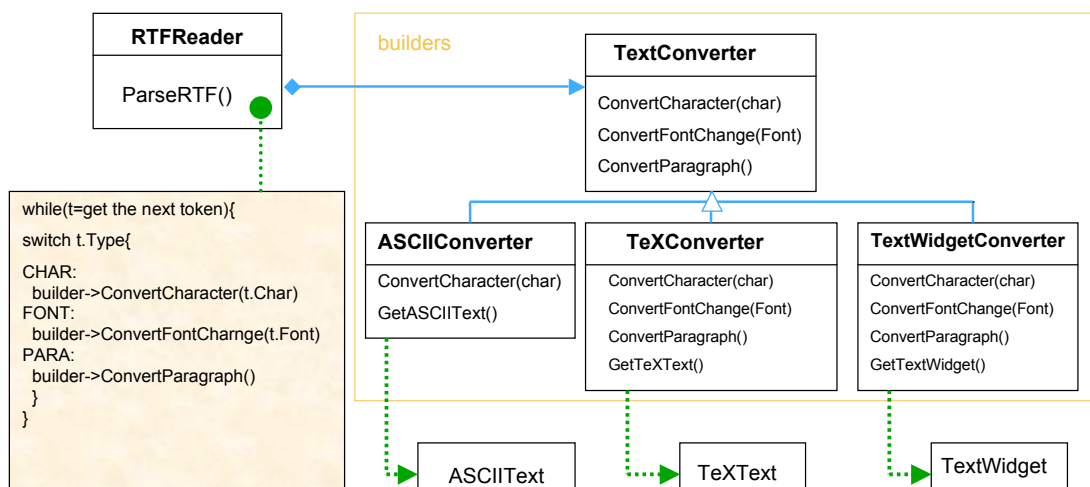 RTFReader
ParseRTF()
while(t=get the next token){
switch t.Type{
CHAR:
builder->ConvertCharacter(t.Char)
FONT:
builder->ConvertFontCharnge(t.Font)
PARA:
builder->ConvertParagraph()
}
}
builders
TextConverter
ConvertCharacter(char)
ConvertFontChange(Font)
ConvertParagraph()
ASCIIConverter
ConvertCharacter(char)
GetASCIIText()
TeXConverter
ConvertCharacter(char)
ConvertFontChange(Font)
ConvertParagraph()
GetTeXText()
TextWidgetConverter
ConvertCharacter(char)
ConvertFontChange(Font)
ConvertParagraph()
GetTextWidget()
ASCIIText
TeXText
TextWidget